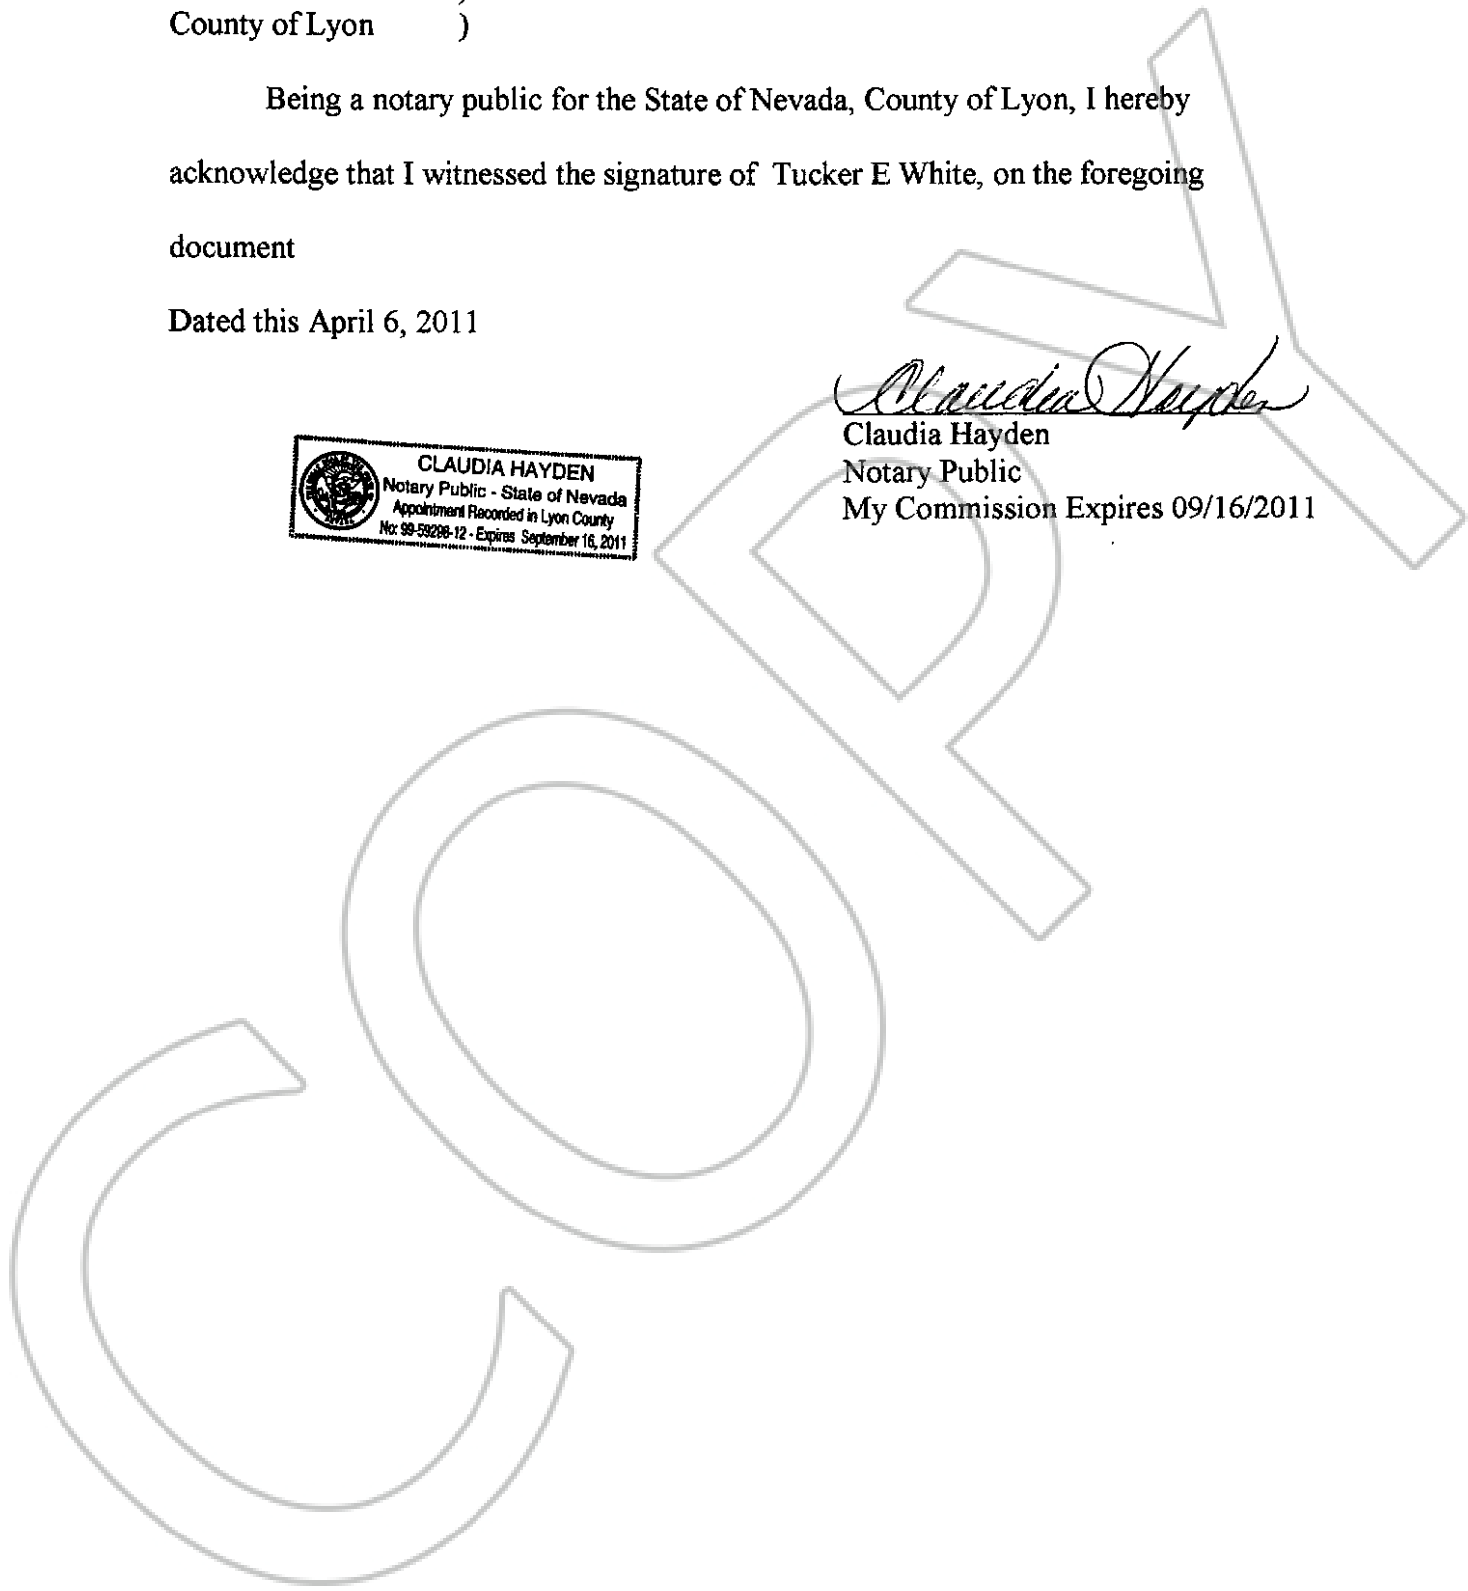 County of Lyon )
Being a notary public for the State of Nevada, County of Lyon, I hereby
acknowledge that I witnessed the signature of Tucker E White, on the foregoing
document
Dated this April 6, 2011
Claudia Hayden
Claudia Hayden
Notary Public
My Commission Expires 09/16/2011
CLAUDIA HAYDEN
Notary Public - State of Nevada
Appointment Recorded in Lyon County
No: 99-59298-12 - Expires September 16, 2011
COPY